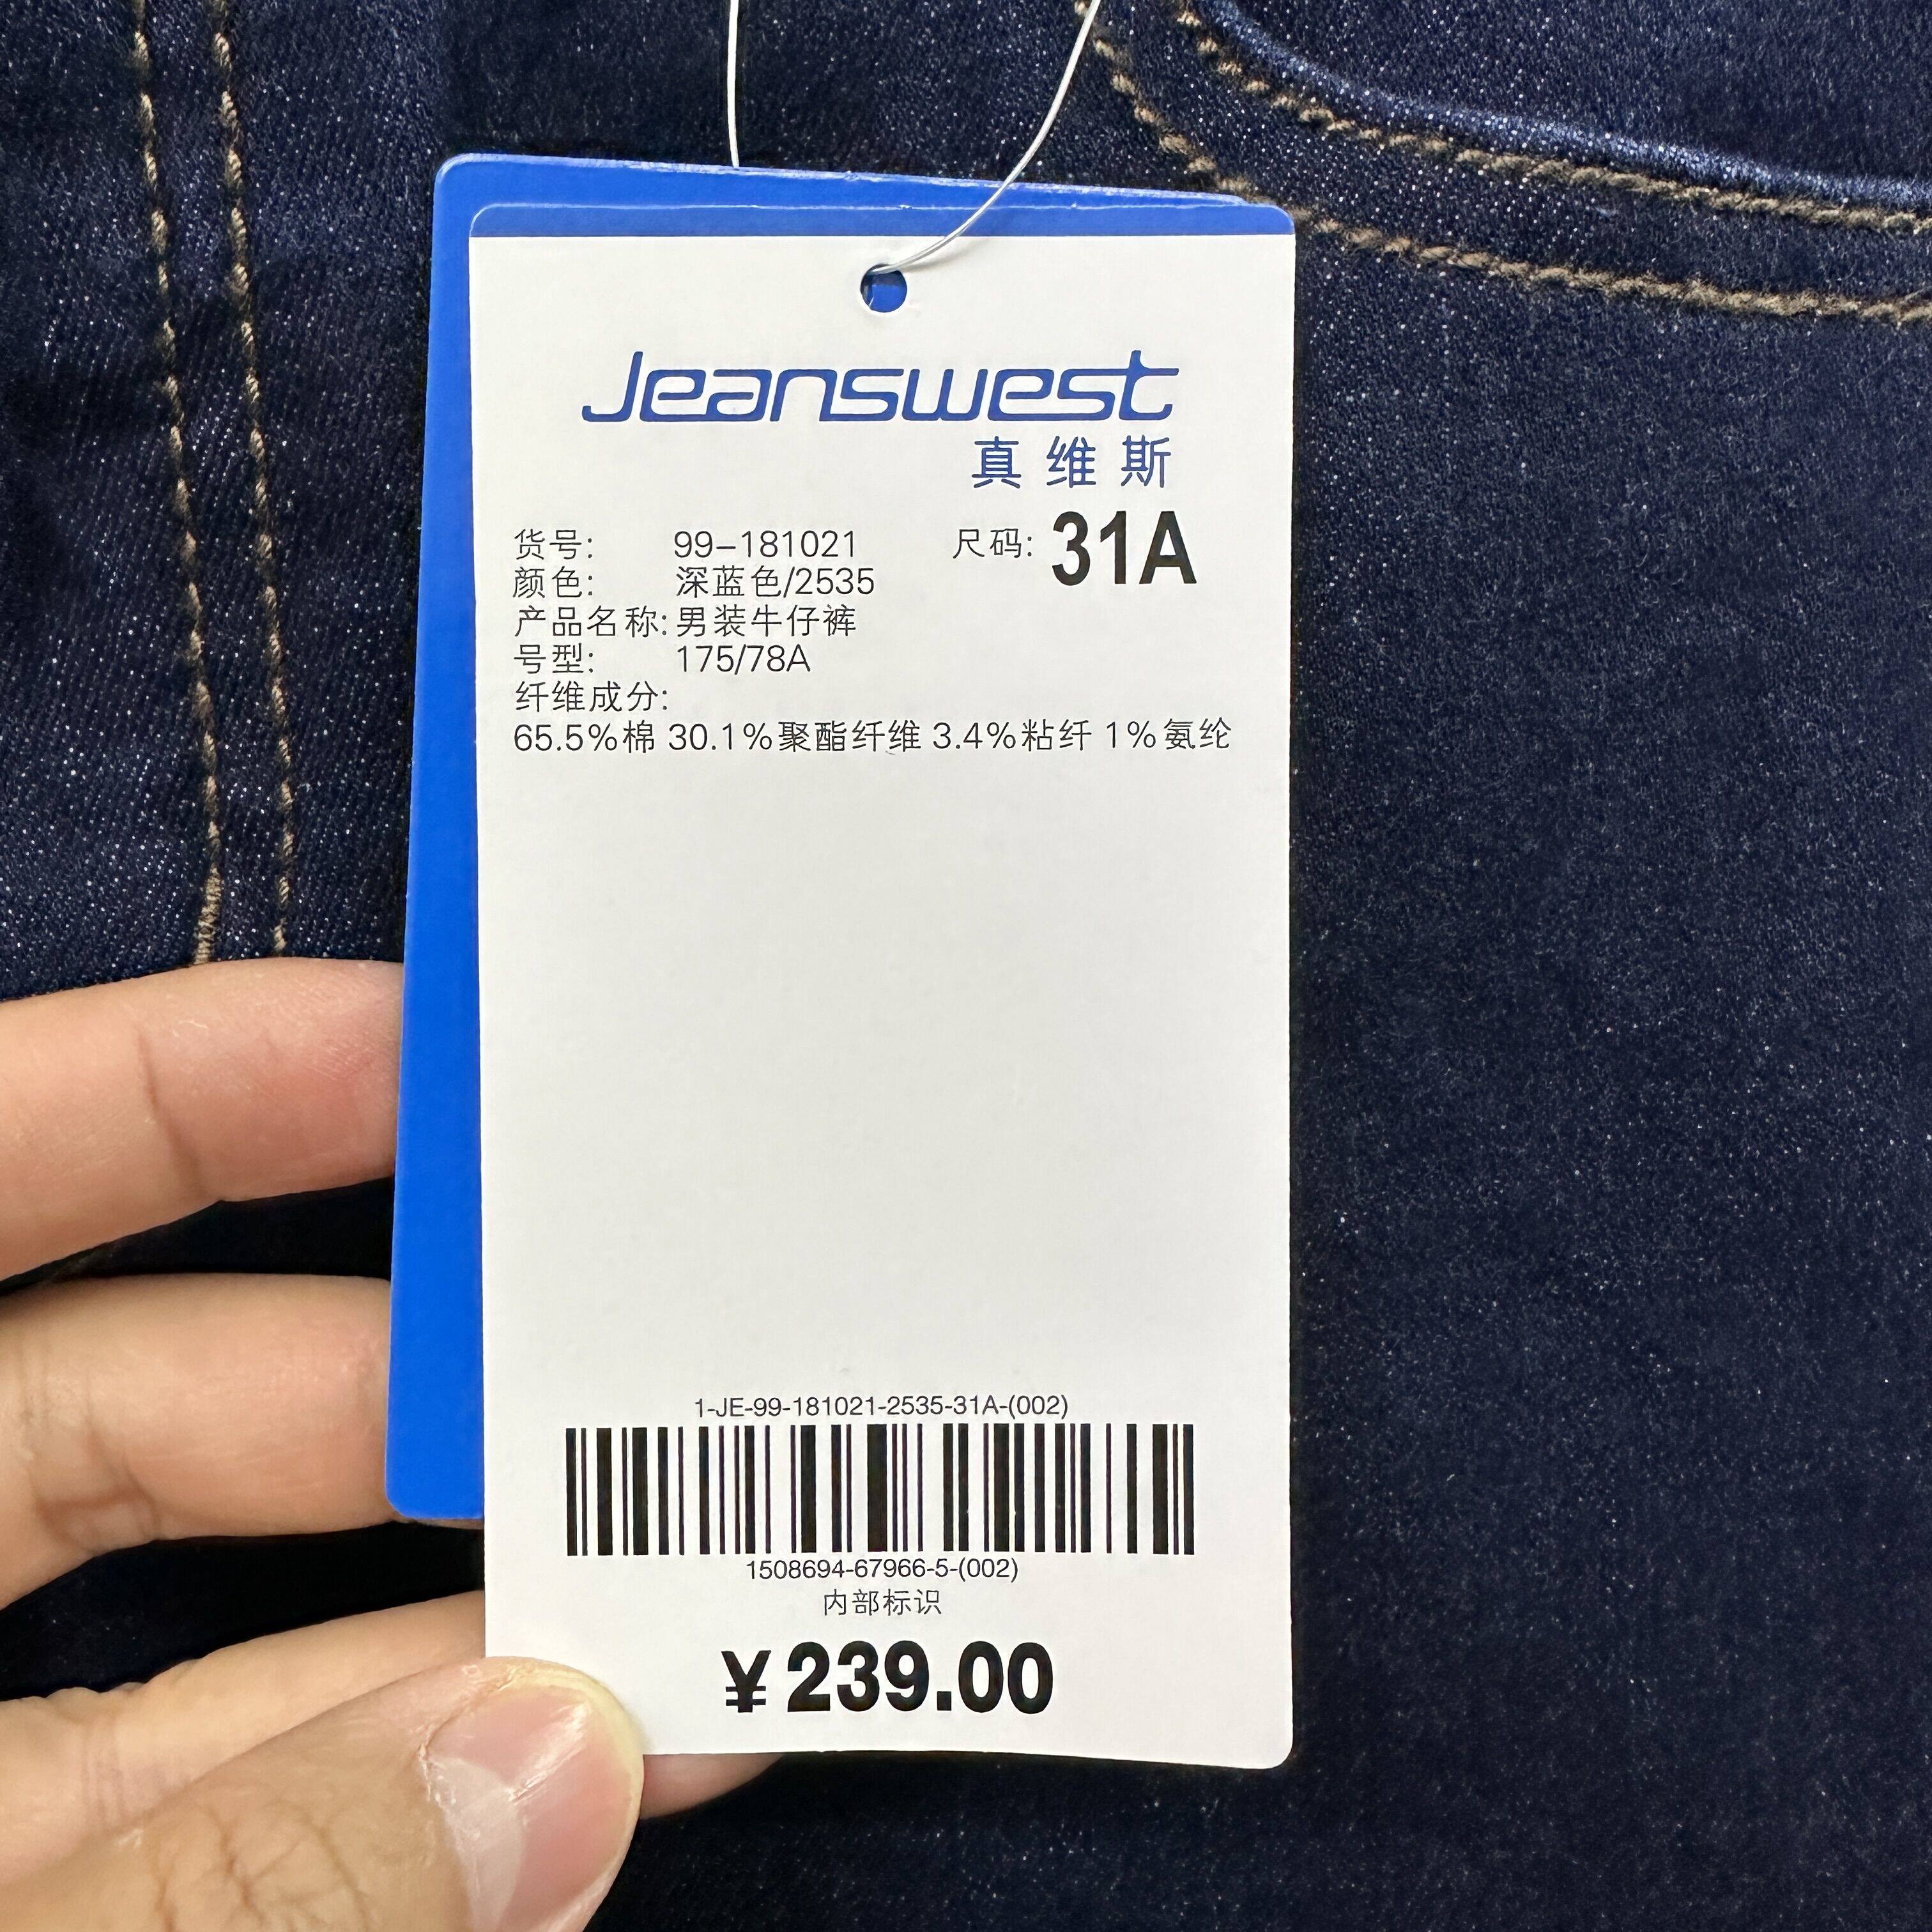 Jeanswest
真维斯
货号: 99-181021 尺码: 31A
颜色: 深蓝色/2535
产品名称: 男装牛仔裤
号型: 175/78A
纤维成分:
65.5%棉 30.1%聚酯纤维 3.4%粘纤 1%氨纶
1-JE-99-181021-2535-31A-(002)
1508694-67966-5-(002)
内部标识
¥239.00